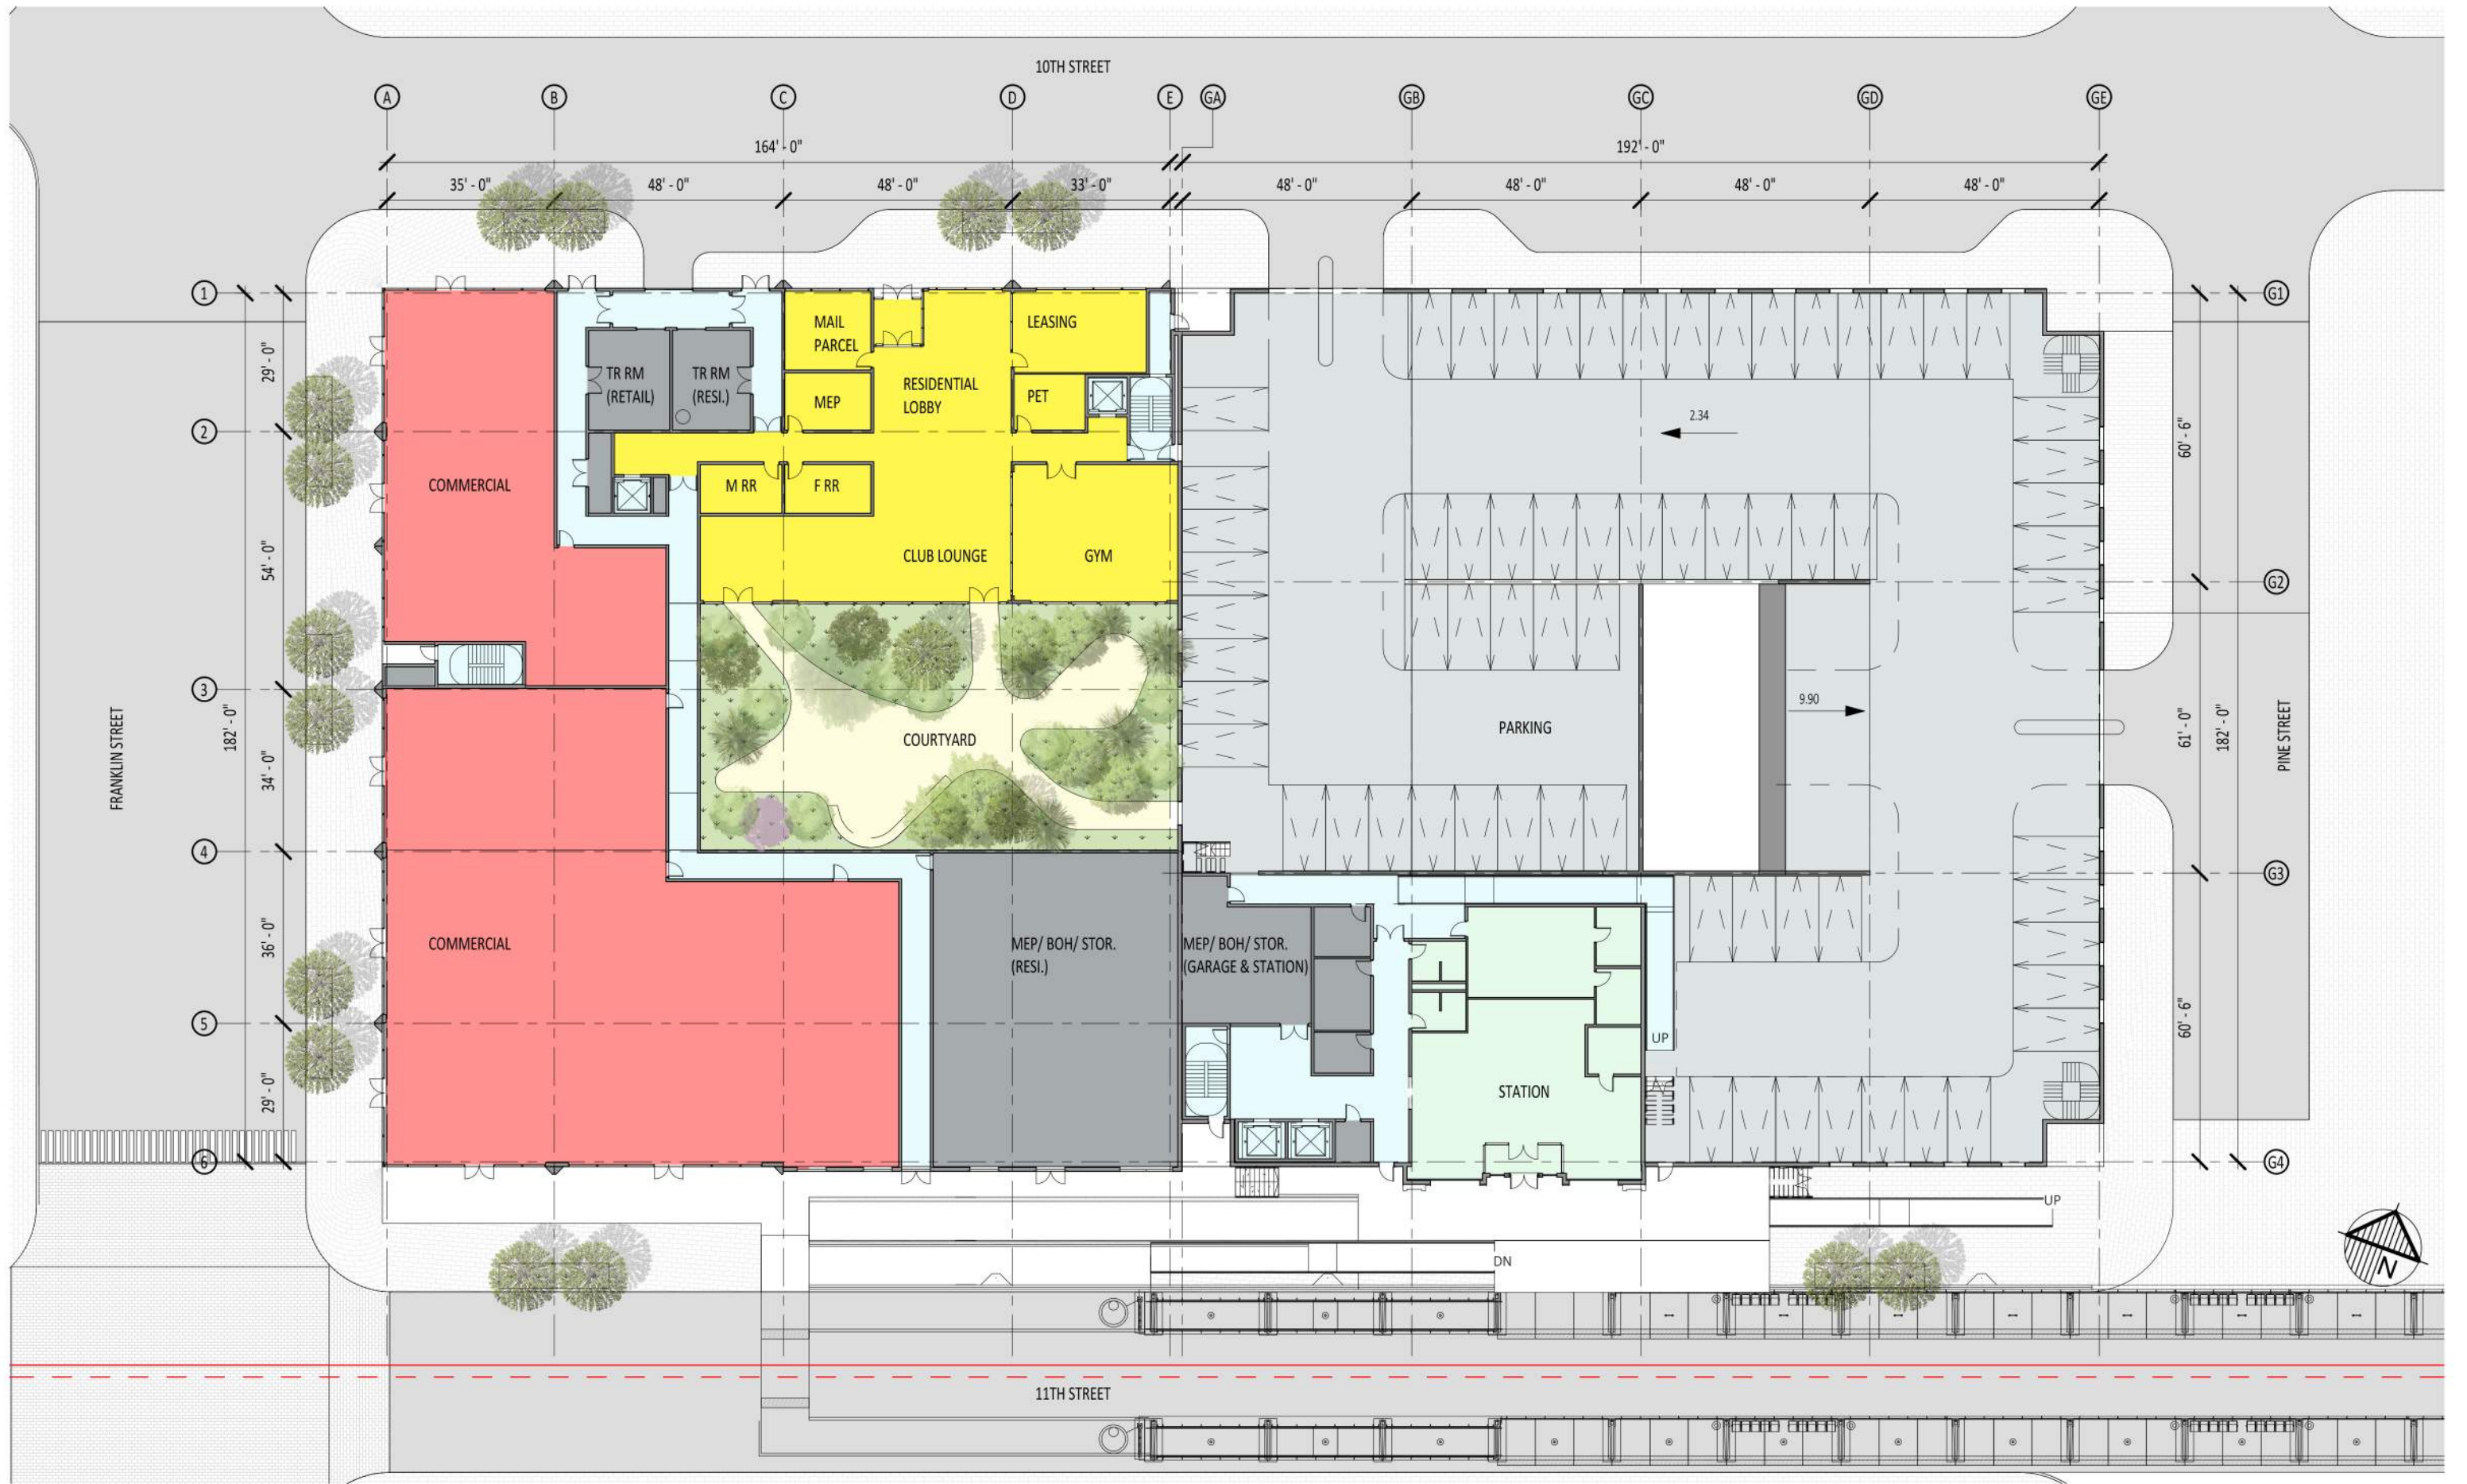 10TH STREET
A
B
C
D
E
GA
GB
GC
GD
GE
164' - 0"
192' - 0"
35' - 0"
48' - 0"
48' - 0"
33' - 0"
48' - 0"
48' - 0"
48' - 0"
48' - 0"
1
G1
MAIL
PARCEL
LEASING
29' - 0"
TR RM
(RETAIL)
TR RM
(RESI.)
MEP
RESIDENTIAL
LOBBY
PET
2.34
2
60' - 6"
COMMERCIAL
M RR
F RR
54' - 0"
CLUB LOUNGE
GYM
G2
3
9.90
FRANKLIN STREET
182' - 0"
34' - 0"
COURTYARD
PARKING
61' - 0"
182' - 0"
PINE STREET
4
G3
36' - 0"
COMMERCIAL
MEP/ BOH/ STOR.
(RESI.)
MEP/ BOH/ STOR.
(GARAGE & STATION)
5
60' - 6"
UP
29' - 0"
STATION
6
G4
UP
DN
N
11TH STREET